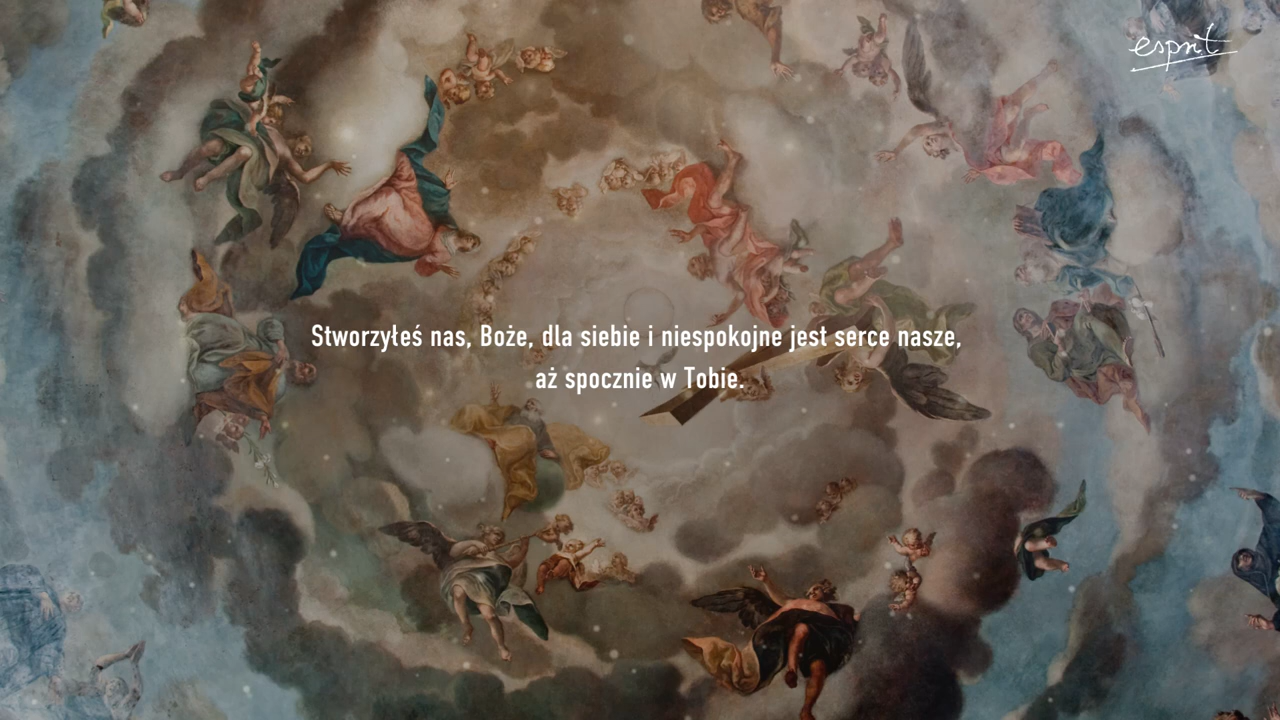 esprit
Stworzyłeś nas, Boże, dla siebie i niespokojne jest serce nasze,
aż spocznie w Tobie.